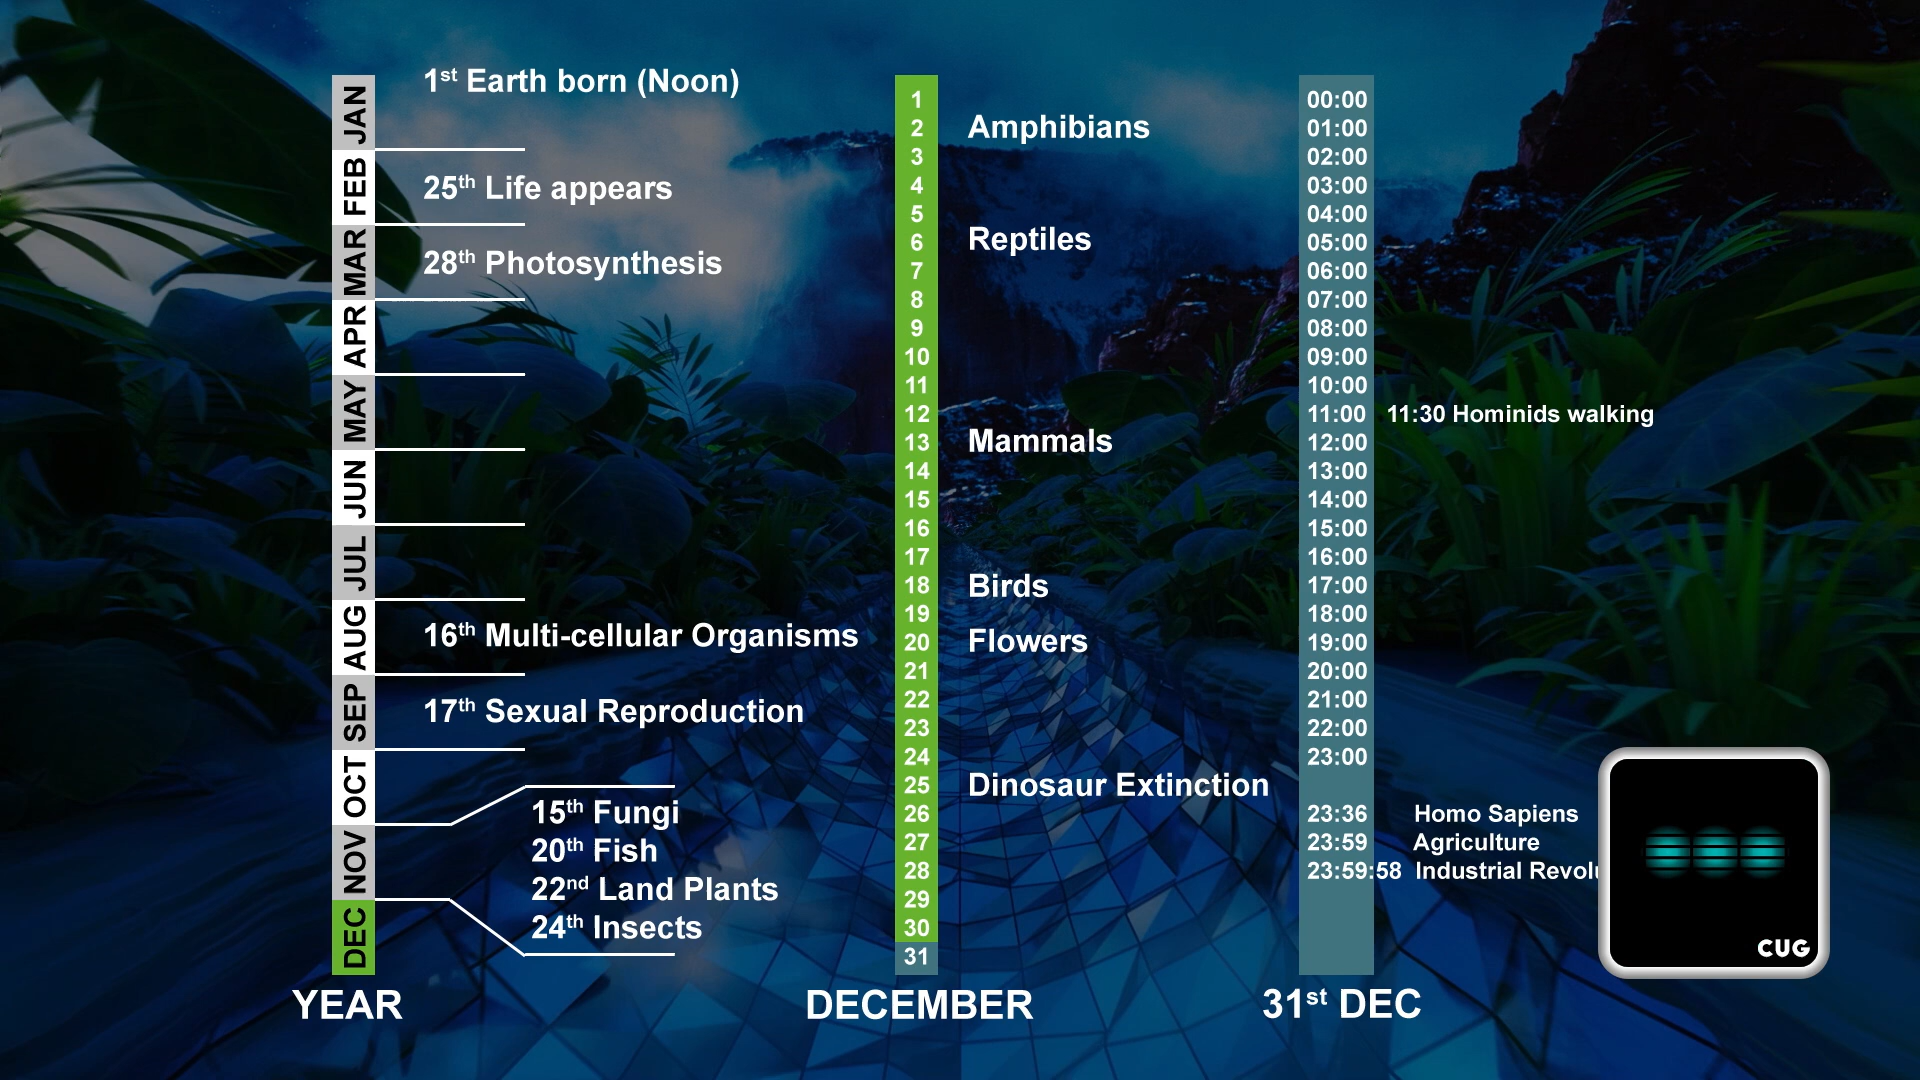 JAN
FEB
MAR
APR
MAY
JUN
JUL
AUG
SEP
OCT
NOV
DEC
YEAR
1st Earth born (Noon)
25th Life appears
28th Photosynthesis
16th Multi-cellular Organisms
17th Sexual Reproduction
15th Fungi
20th Fish
22nd Land Plants
24th Insects
1
2 Amphibians
3
4
5
6 Reptiles
7
8
9
10
11
12
13 Mammals
14
15
16
17
18 Birds
19
20 Flowers
21
22
23
24
25 Dinosaur Extinction
26
27
28
29
30
31
DECEMBER
00:00
01:00
02:00
03:00
04:00
05:00
06:00
07:00
08:00
09:00
10:00
11:00 11:30 Hominids walking
12:00
13:00
14:00
15:00
16:00
17:00
18:00
19:00
20:00
21:00
22:00
23:00
23:36 Homo Sapiens
23:59 Agriculture
23:59:58 Industrial
31st DEC
CUG